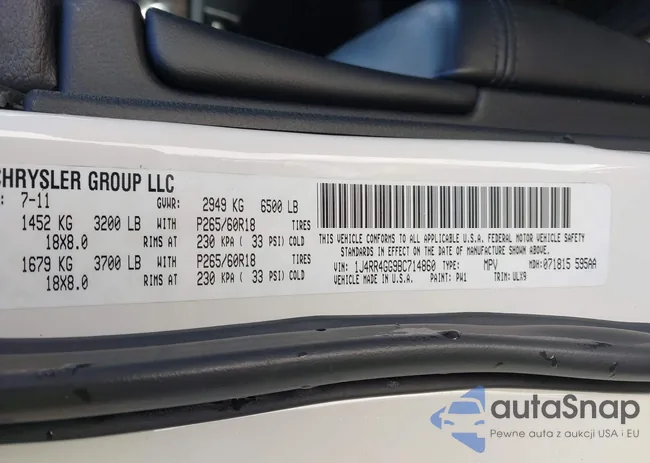 CHRYSLER GROUP LLC
: 7-11 GVWR: 2949 KG 6500 LB
1452 KG 3200 LB WITH P265/60R18 TIRES
18X8.0 RIMS AT 230 KPA ( 33 PSI) COLD
1679 KG 3700 LB WITH P265/60R18 TIRES
18X8.0 RIMS AT 230 KPA ( 33 PSI) COLD
THIS VEHICLE CONFORMS TO ALL APPLICABLE U.S.A. FEDERAL MOTOR VEHICLE SAFETY
STANDARDS IN EFFECT ON THE DATE OF MANUFACTURE SHOWN ABOVE.
VIN: 1J4RR4GG9BC714860 TYPE: MPV MDH: 071815 595AA
VEHICLE MADE IN U.S.A. PAINT: PW1 TRIM: ULX9
autaSnap
Pewne auta z aukcji USA i EU